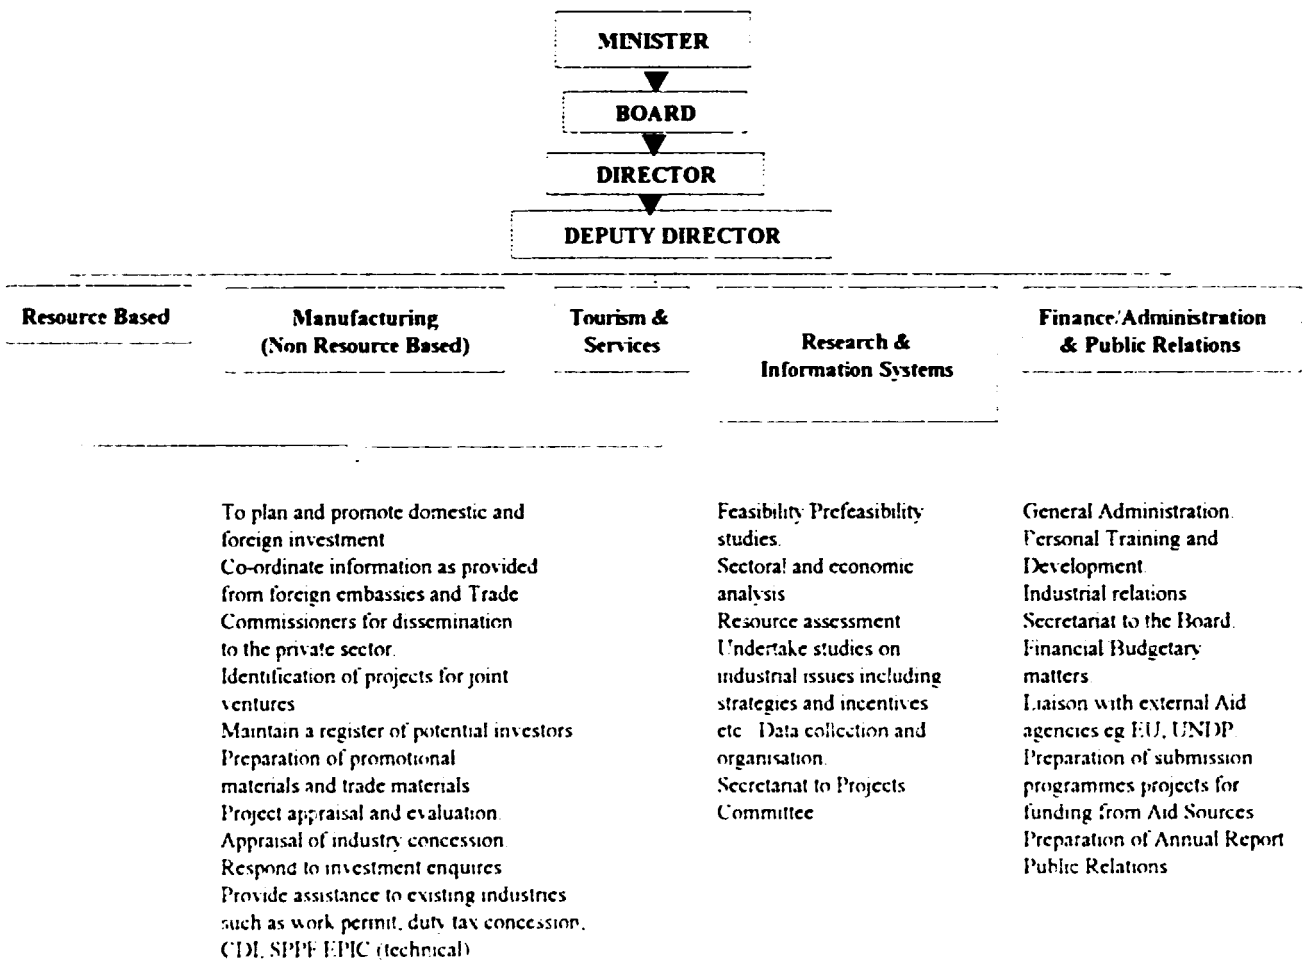 MINISTER
BOARD
DIRECTOR
DEPUTY DIRECTOR
Resource Based
Manufacturing
(Non Resource Based)
Tourism &
Services
Research &
Information Systems
Finance/Administration
& Public Relations
To plan and promote domestic and
foreign investment
Co-ordinate information as provided
from foreign embassies and Trade
Commissioners for dissemination
to the private sector.
Identification of projects for joint
ventures
Maintain a register of potential investors
Preparation of promotional
materials and trade materials
Project appraisal and evaluation.
Appraisal of industry concession
Respond to investment enquires
Provide assistance to existing industries
such as work permit, duty tax concession,
CDI, SPPF EPIC (technical)
Feasibility Prefeasibility
studies.
Sectoral and economic
analysis
Resource assessment
Undertake studies on
industrial issues including
strategies and incentives
etc Data collection and
organisation.
Secretariat to Projects
Committee
General Administration.
Personal Training and
Development.
Industrial relations
Secretariat to the Board.
Financial Budgetary
matters
Liaison with external Aid
agencies eg EU, UNDP.
Preparation of submission
programmes projects for
funding from Aid Sources
Preparation of Annual Report
Public Relations